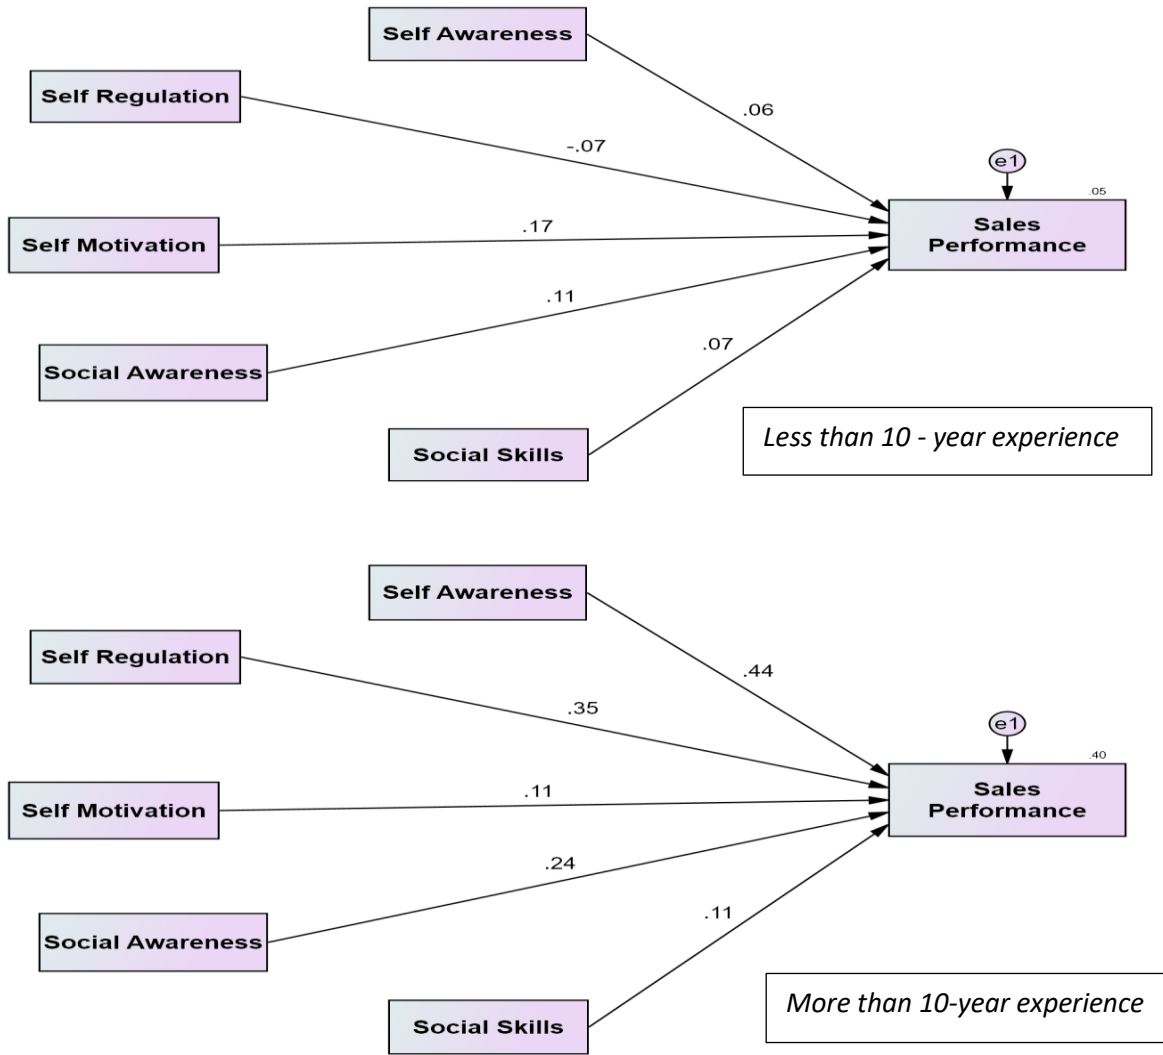 Self Awareness
.06
Self Regulation
-.07
e1
.05
Sales
Performance
Self Motivation
.17
Social Awareness
.11
.07
Social Skills
Less than 10 - year experience
Self Awareness
.44
Self Regulation
.35
e1
.40
Sales
Performance
Self Motivation
.11
Social Awareness
.24
.11
Social Skills
More than 10-year experience